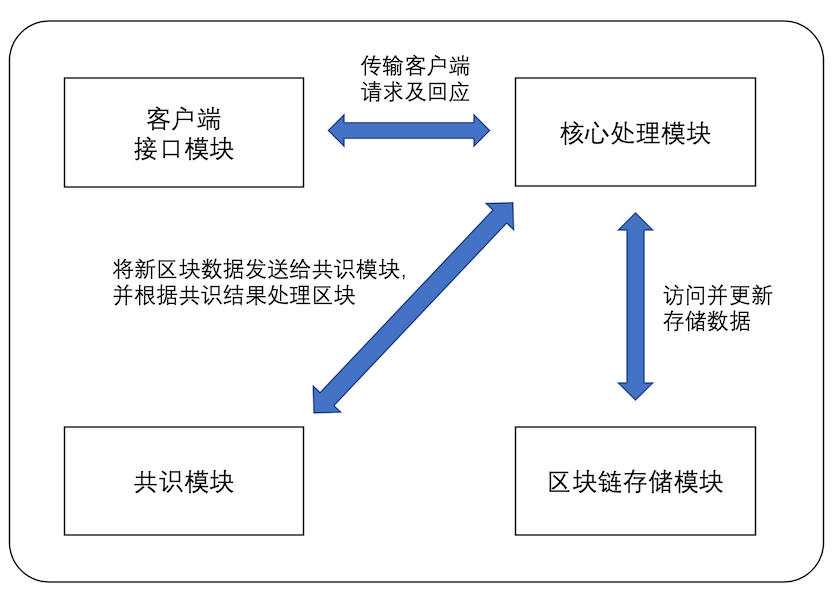 传输客户端
请求及回应
客户端
接口模块
核心处理模块
将新区块数据发送给共识模块,
并根据共识结果处理区块
访问并更新
存储数据
共识模块
区块链存储模块